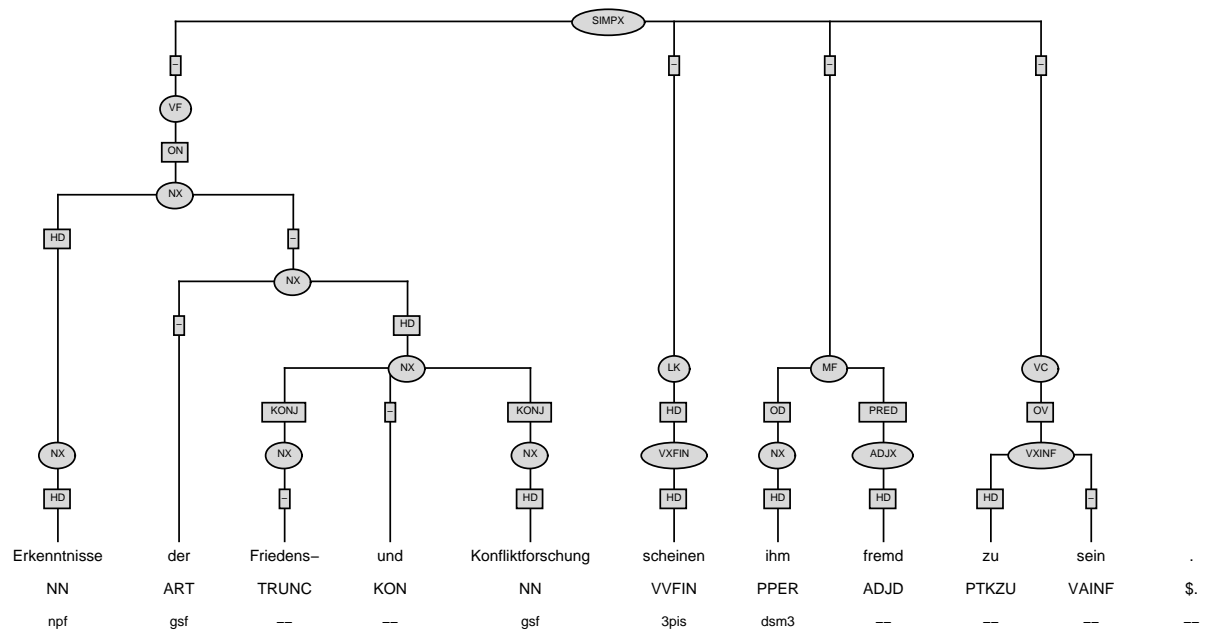 SIMPX
– – – –
VF
ON
NX
HD –
NX
– HD
NX LK MF VC
KONJ – KONJ HD OD PRED OV
NX NX NX VXFIN NX ADJX VXINF
HD – HD HD HD HD HD –
Erkenntnisse der Friedens– und Konfliktforschung scheinen ihm fremd zu sein .
NN ART TRUNC KON NN VVFIN PPER ADJD PTKZU VAINF $.
npf gsf –– –– gsf 3pis dsm3 –– –– –– ––